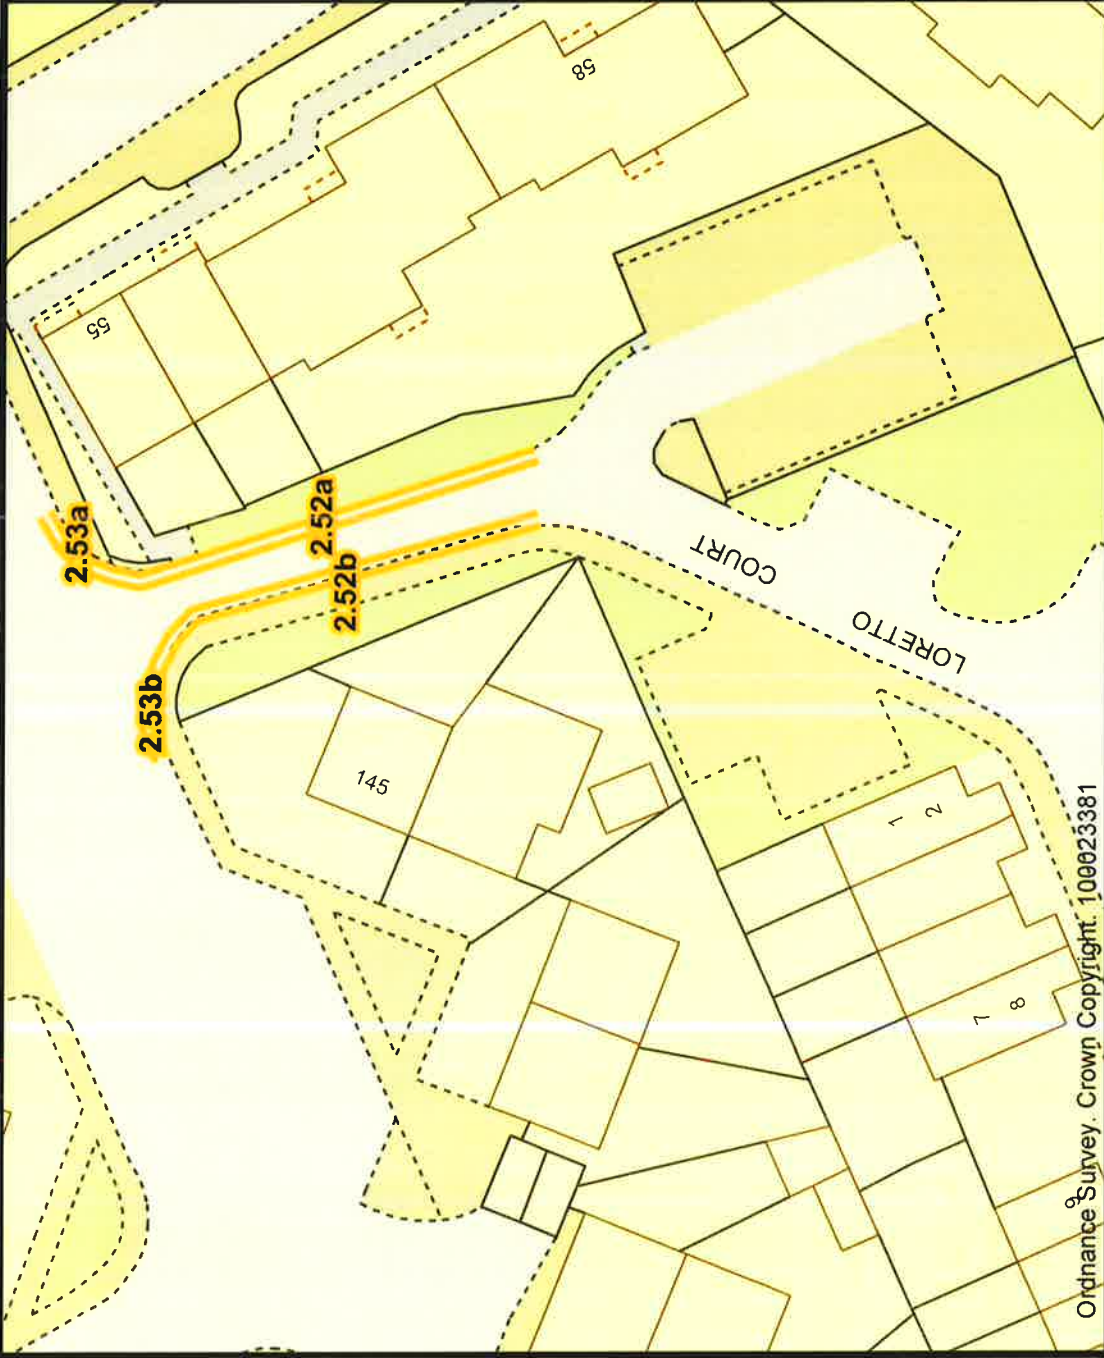 58
55
2.53a
2.52a
2.52b
2.53b
145
LORETTO
COURT
1
2
7
8
9
Ordnance Survey. Crown Copyright. 100023381